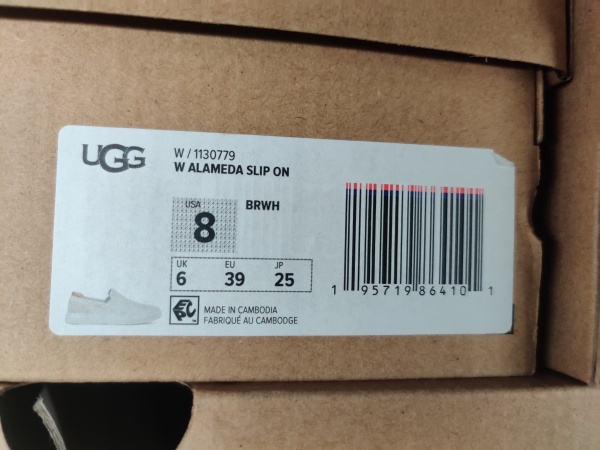 UGG
W / 1130779
W ALAMEDA SLIP ON
USA
8
BRWH
UK EU JP
6 39 25
MADE IN CAMBODIA
FABRIQUÉ AU CAMBODGE
1 95719 86410 1